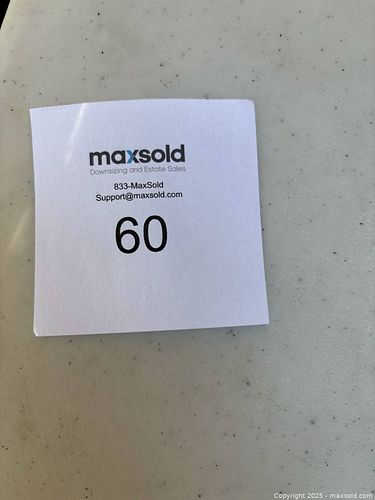 maxsold
Downsizing and Estate Sales
833-MaxSold
Support@maxsold.com
60
Copyright 2025 - maxsold.com